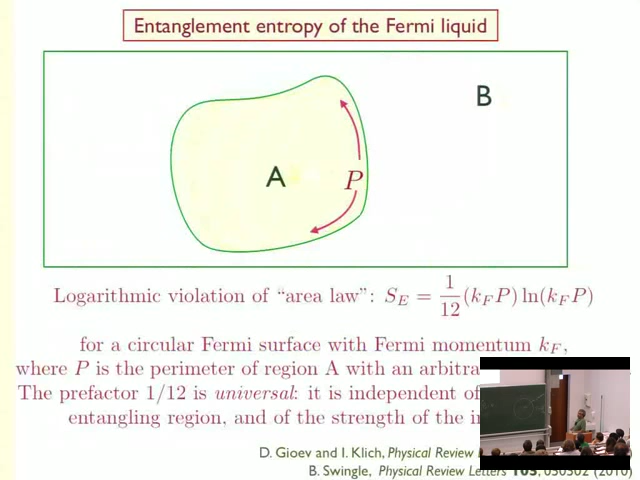 Entanglement entropy of the Fermi liquid
B
A
P
Logarithmic violation of "area law": $S_E = \frac{1}{12}(k_F P)\ln(k_F P)$
for a circular Fermi surface with Fermi momentum $k_F$,
where P is the perimeter of region A with an
The prefactor 1/12 is universal: it is independent of
entangling region, and of the strength of the
D. Gioev and I. Klich, Physical Review
B. Swingle, Physical Review Letters 105, 050502 (2010)